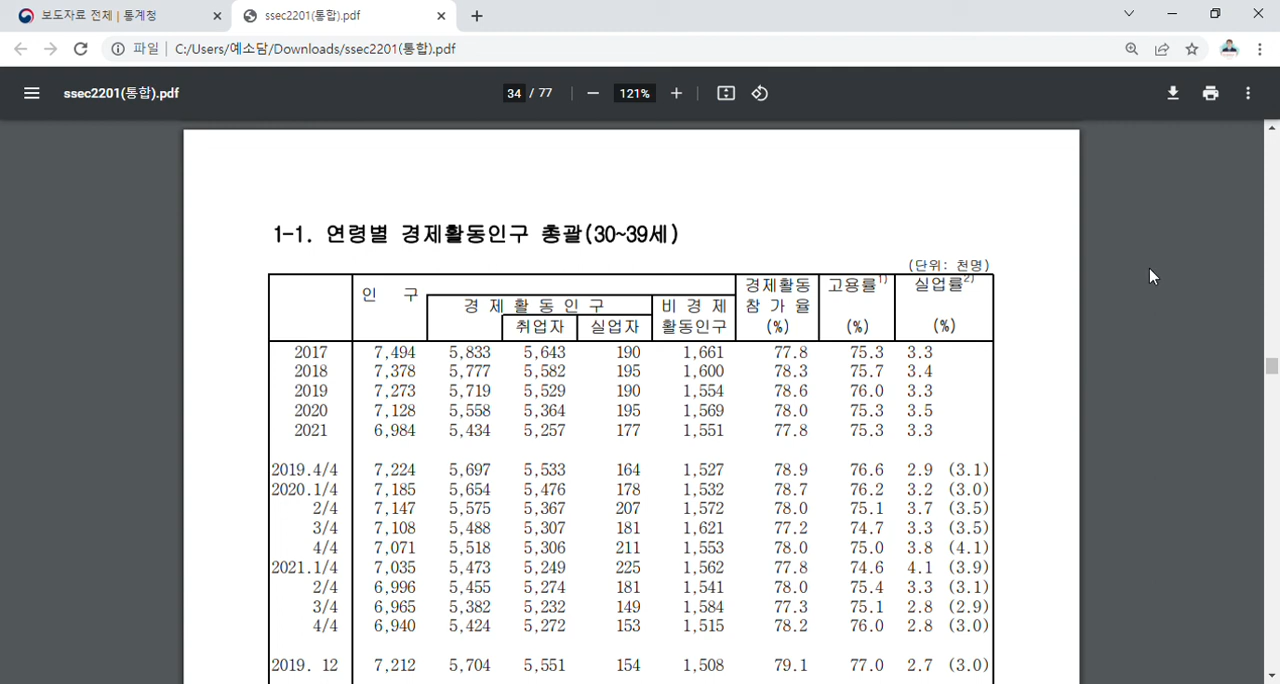 보도자료 전체 | 통계청
ssec2201(통합).pdf
파일 | C:/Users/예소담/Downloads/ssec2201(통합).pdf
ssec2201(통합).pdf
34 / 77
121%
1-1. 연령별 경제활동인구 총괄(30~39세)
(단위: 천명)
인 구 경제활동 고용률1) 실업률2)
경 제 활 동 인 구 비 경 제 참 가 율
취업자 실업자 활동인구 (%) (%) (%)
2017 7,494 5,833 5,643 190 1,661 77.8 75.3 3.3
2018 7,378 5,777 5,582 195 1,600 78.3 75.7 3.4
2019 7,273 5,719 5,529 190 1,554 78.6 76.0 3.3
2020 7,128 5,558 5,364 195 1,569 78.0 75.3 3.5
2021 6,984 5,434 5,257 177 1,551 77.8 75.3 3.3
2019.4/4 7,224 5,697 5,533 164 1,527 78.9 76.6 2.9 (3.1)
2020.1/4 7,185 5,654 5,476 178 1,532 78.7 76.2 3.2 (3.0)
2/4 7,147 5,575 5,367 207 1,572 78.0 75.1 3.7 (3.5)
3/4 7,108 5,488 5,307 181 1,621 77.2 74.7 3.3 (3.5)
4/4 7,071 5,518 5,306 211 1,553 78.0 75.0 3.8 (4.1)
2021.1/4 7,035 5,473 5,249 225 1,562 77.8 74.6 4.1 (3.9)
2/4 6,996 5,455 5,274 181 1,541 78.0 75.4 3.3 (3.1)
3/4 6,965 5,382 5,232 149 1,584 77.3 75.1 2.8 (2.9)
4/4 6,940 5,424 5,272 153 1,515 78.2 76.0 2.8 (3.0)
2019. 12 7,212 5,704 5,551 154 1,508 79.1 77.0 2.7 (3.0)